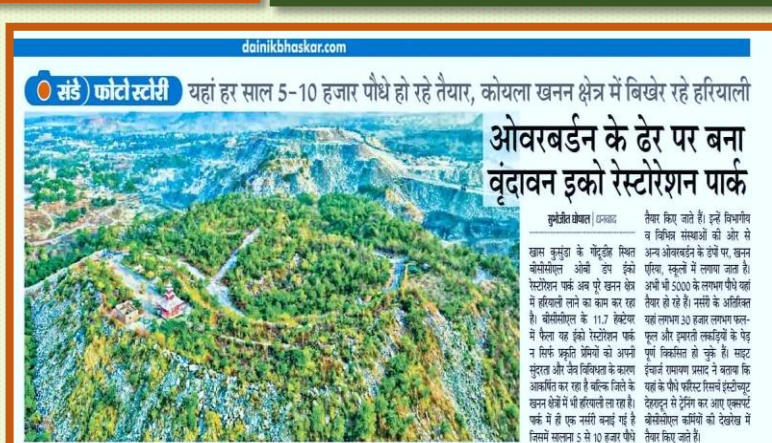 dainikbhaskar.com
संडे फोटो स्टोरी
यहां हर साल 5-10 हजार पौधे हो रहे तैयार, कोयला खनन क्षेत्र में बिखेर रहे हरियाली
ओवरबर्डन के ढेर पर बना
वृंदावन इको रेस्टोरेशन पार्क
सुभोजीत घोषाल | धनबाद
खास कुसुंडा के गोंदूडीह स्थित
बीसीसीएल ओबी डंप ईको
रेस्टोरेशन पार्क अब पूरे खनन क्षेत्र
में हरियाली लाने का काम कर रहा
है। बीसीसीएल के 11.7 हेक्टेयर
में फैला यह ईको रेस्टोरेशन पार्क
न सिर्फ प्रकृति प्रेमियों को अपनी
सुंदरता और जैव विविधता के कारण
आकर्षित कर रहा है बल्कि जिले के
खनन क्षेत्रों में भी हरियाली ला रहा है।
पार्क में ही एक नर्सरी बनाई गई है
जिसमें सालाना 5 से 10 हजार पौधे
तैयार किए जाते हैं। इन्हें विभागीय
व विभिन्न संस्थाओं की ओर से
अन्य ओवरबर्डन के डंपों पर, खनन
एरिया, स्कूलों में लगाया जाता है।
अभी भी 5000 के लगभग पौधे यहां
तैयार हो रहे हैं। नर्सरी के अतिरिक्त
यहां लगभग 30 हजार लगभग फल-
फूल और इमारती लकड़ियों के पेड़
पूर्ण विकसित हो चुके हैं। साइट
इंचार्ज रामायण प्रसाद ने बताया कि
यहां के पौधे फॉरेस्ट रिसर्च इंस्टीच्यूट
देहरादून से ट्रेनिंग कर आए एक्सपर्ट
बीसीसीएल कर्मियों की देखरेख में
तैयार किए जाते हैं।